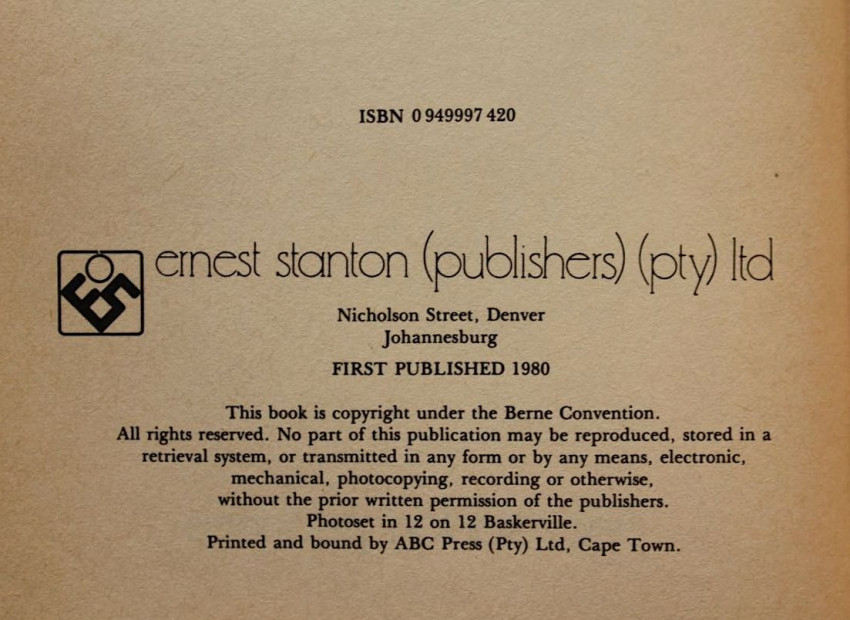 ISBN 0 949997 420
ernest stanton (publishers) (pty) ltd
Nicholson Street, Denver
Johannesburg
FIRST PUBLISHED 1980
This book is copyright under the Berne Convention.
All rights reserved. No part of this publication may be reproduced, stored in a
retrieval system, or transmitted in any form or by any means, electronic,
mechanical, photocopying, recording or otherwise,
without the prior written permission of the publishers.
Photoset in 12 on 12 Baskerville.
Printed and bound by ABC Press (Pty) Ltd, Cape Town.